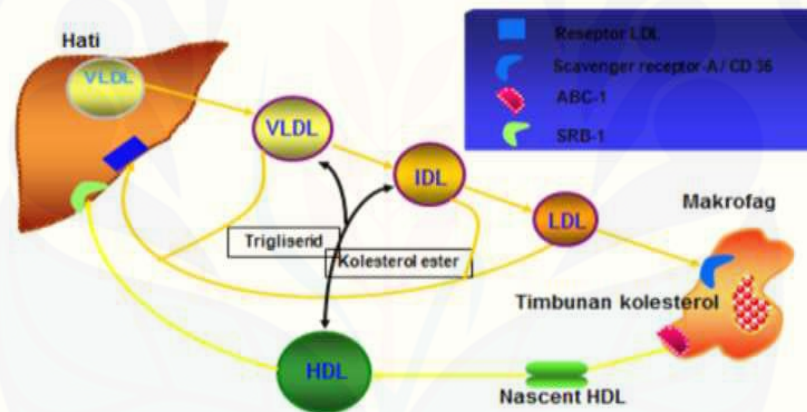 Hati
VLDL
VLDL
IDL
LDL
Trigliserid
Kolesterol ester
HDL
Nascent HDL
Makrofag
Timbunan kolesterol
Reseptor LDL
Scavenger receptor-A / CD 36
ABC-1
SRB-1